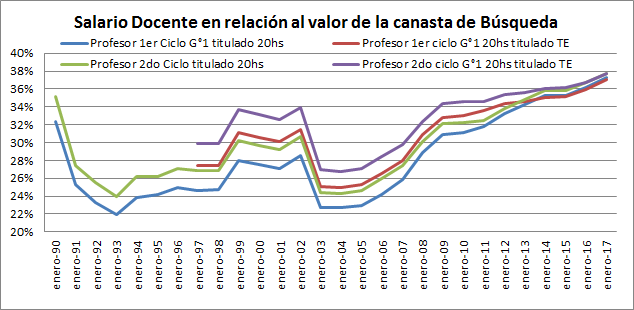 Salario Docente en relación al valor de la canasta de Búsqueda
Profesor 1er Ciclo G°1 titulado 20hs
Profesor 1er ciclo G°1 20hs titulado TE
Profesor 2do Ciclo titulado 20hs
Profesor 2do ciclo G°1 20hs titulado TE
40%
38%
36%
34%
32%
30%
28%
26%
24%
22%
20%
enero-90
enero-91
enero-92
enero-93
enero-94
enero-95
enero-96
enero-97
enero-98
enero-99
enero-00
enero-01
enero-02
enero-03
enero-04
enero-05
enero-06
enero-07
enero-08
enero-09
enero-10
enero-11
enero-12
enero-13
enero-14
enero-15
enero-16
enero-17